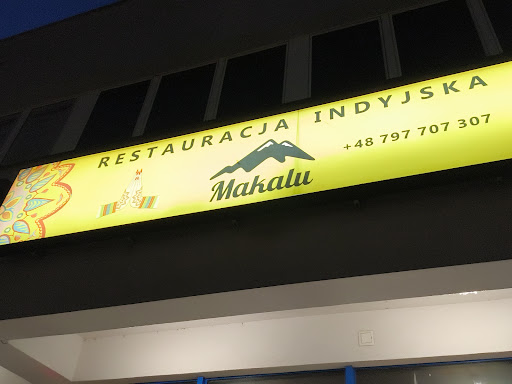 RESTAURACJA INDYJSKA
Makalu
+48 797 707 307